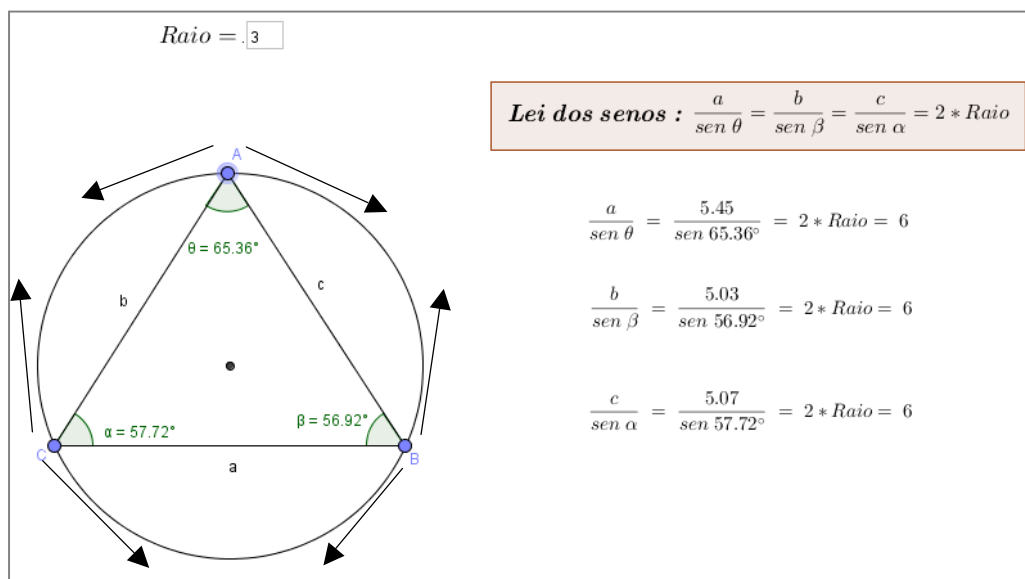 Raio = 3
Lei dos senos : a / sen θ = b / sen β = c / sen α = 2 * Raio
A
θ = 65.36°
b
c
a / sen θ = 5.45 / sen 65.36° = 2 * Raio = 6
b / sen β = 5.03 / sen 56.92° = 2 * Raio = 6
c / sen α = 5.07 / sen 57.72° = 2 * Raio = 6
α = 57.72°
β = 56.92°
C
B
a